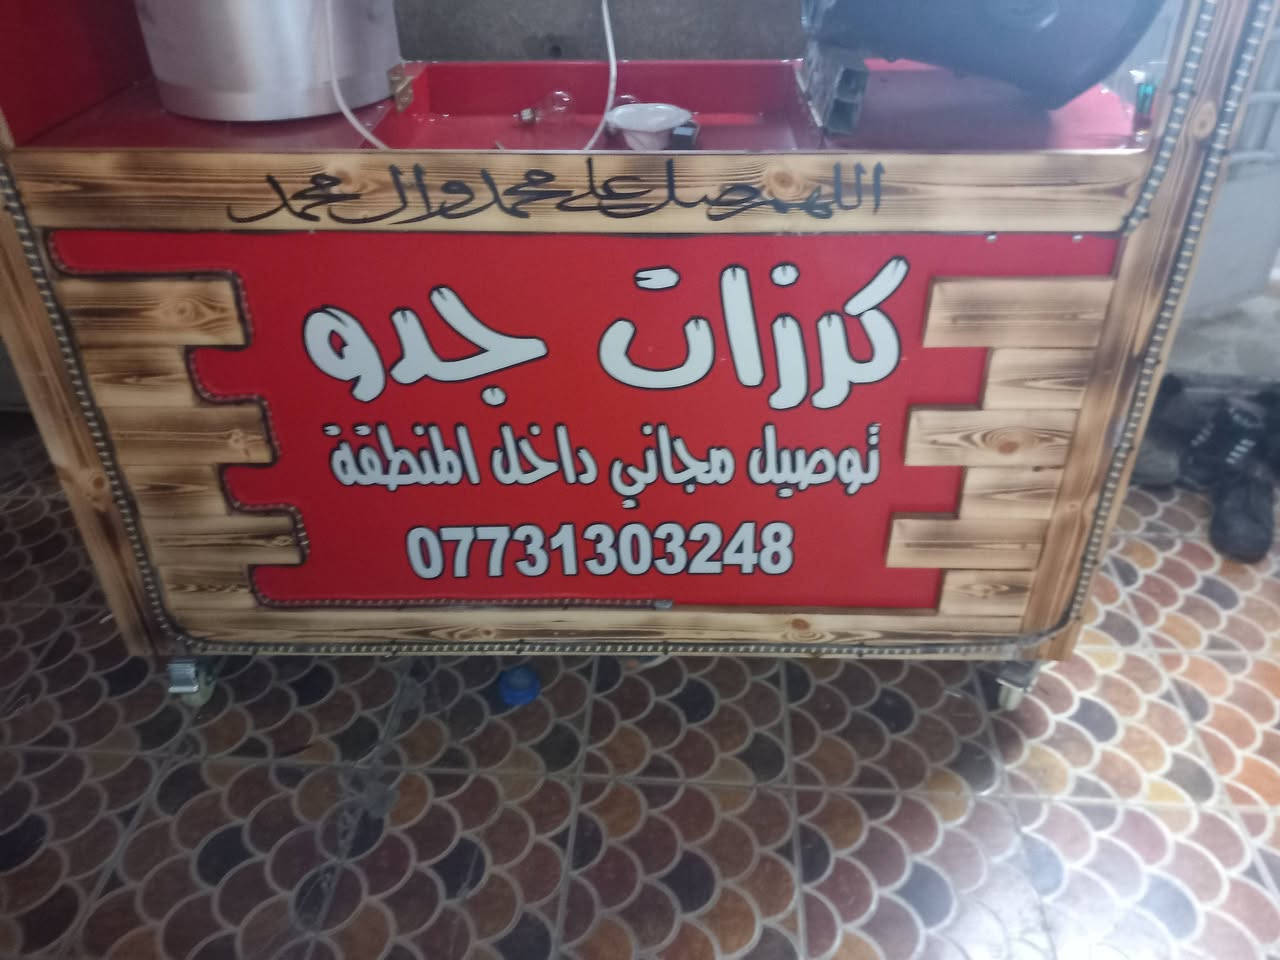 اللهم صل على محمد وال محمد
كرزات جدو
توصيل مجاني داخل المنطقة
07731303248